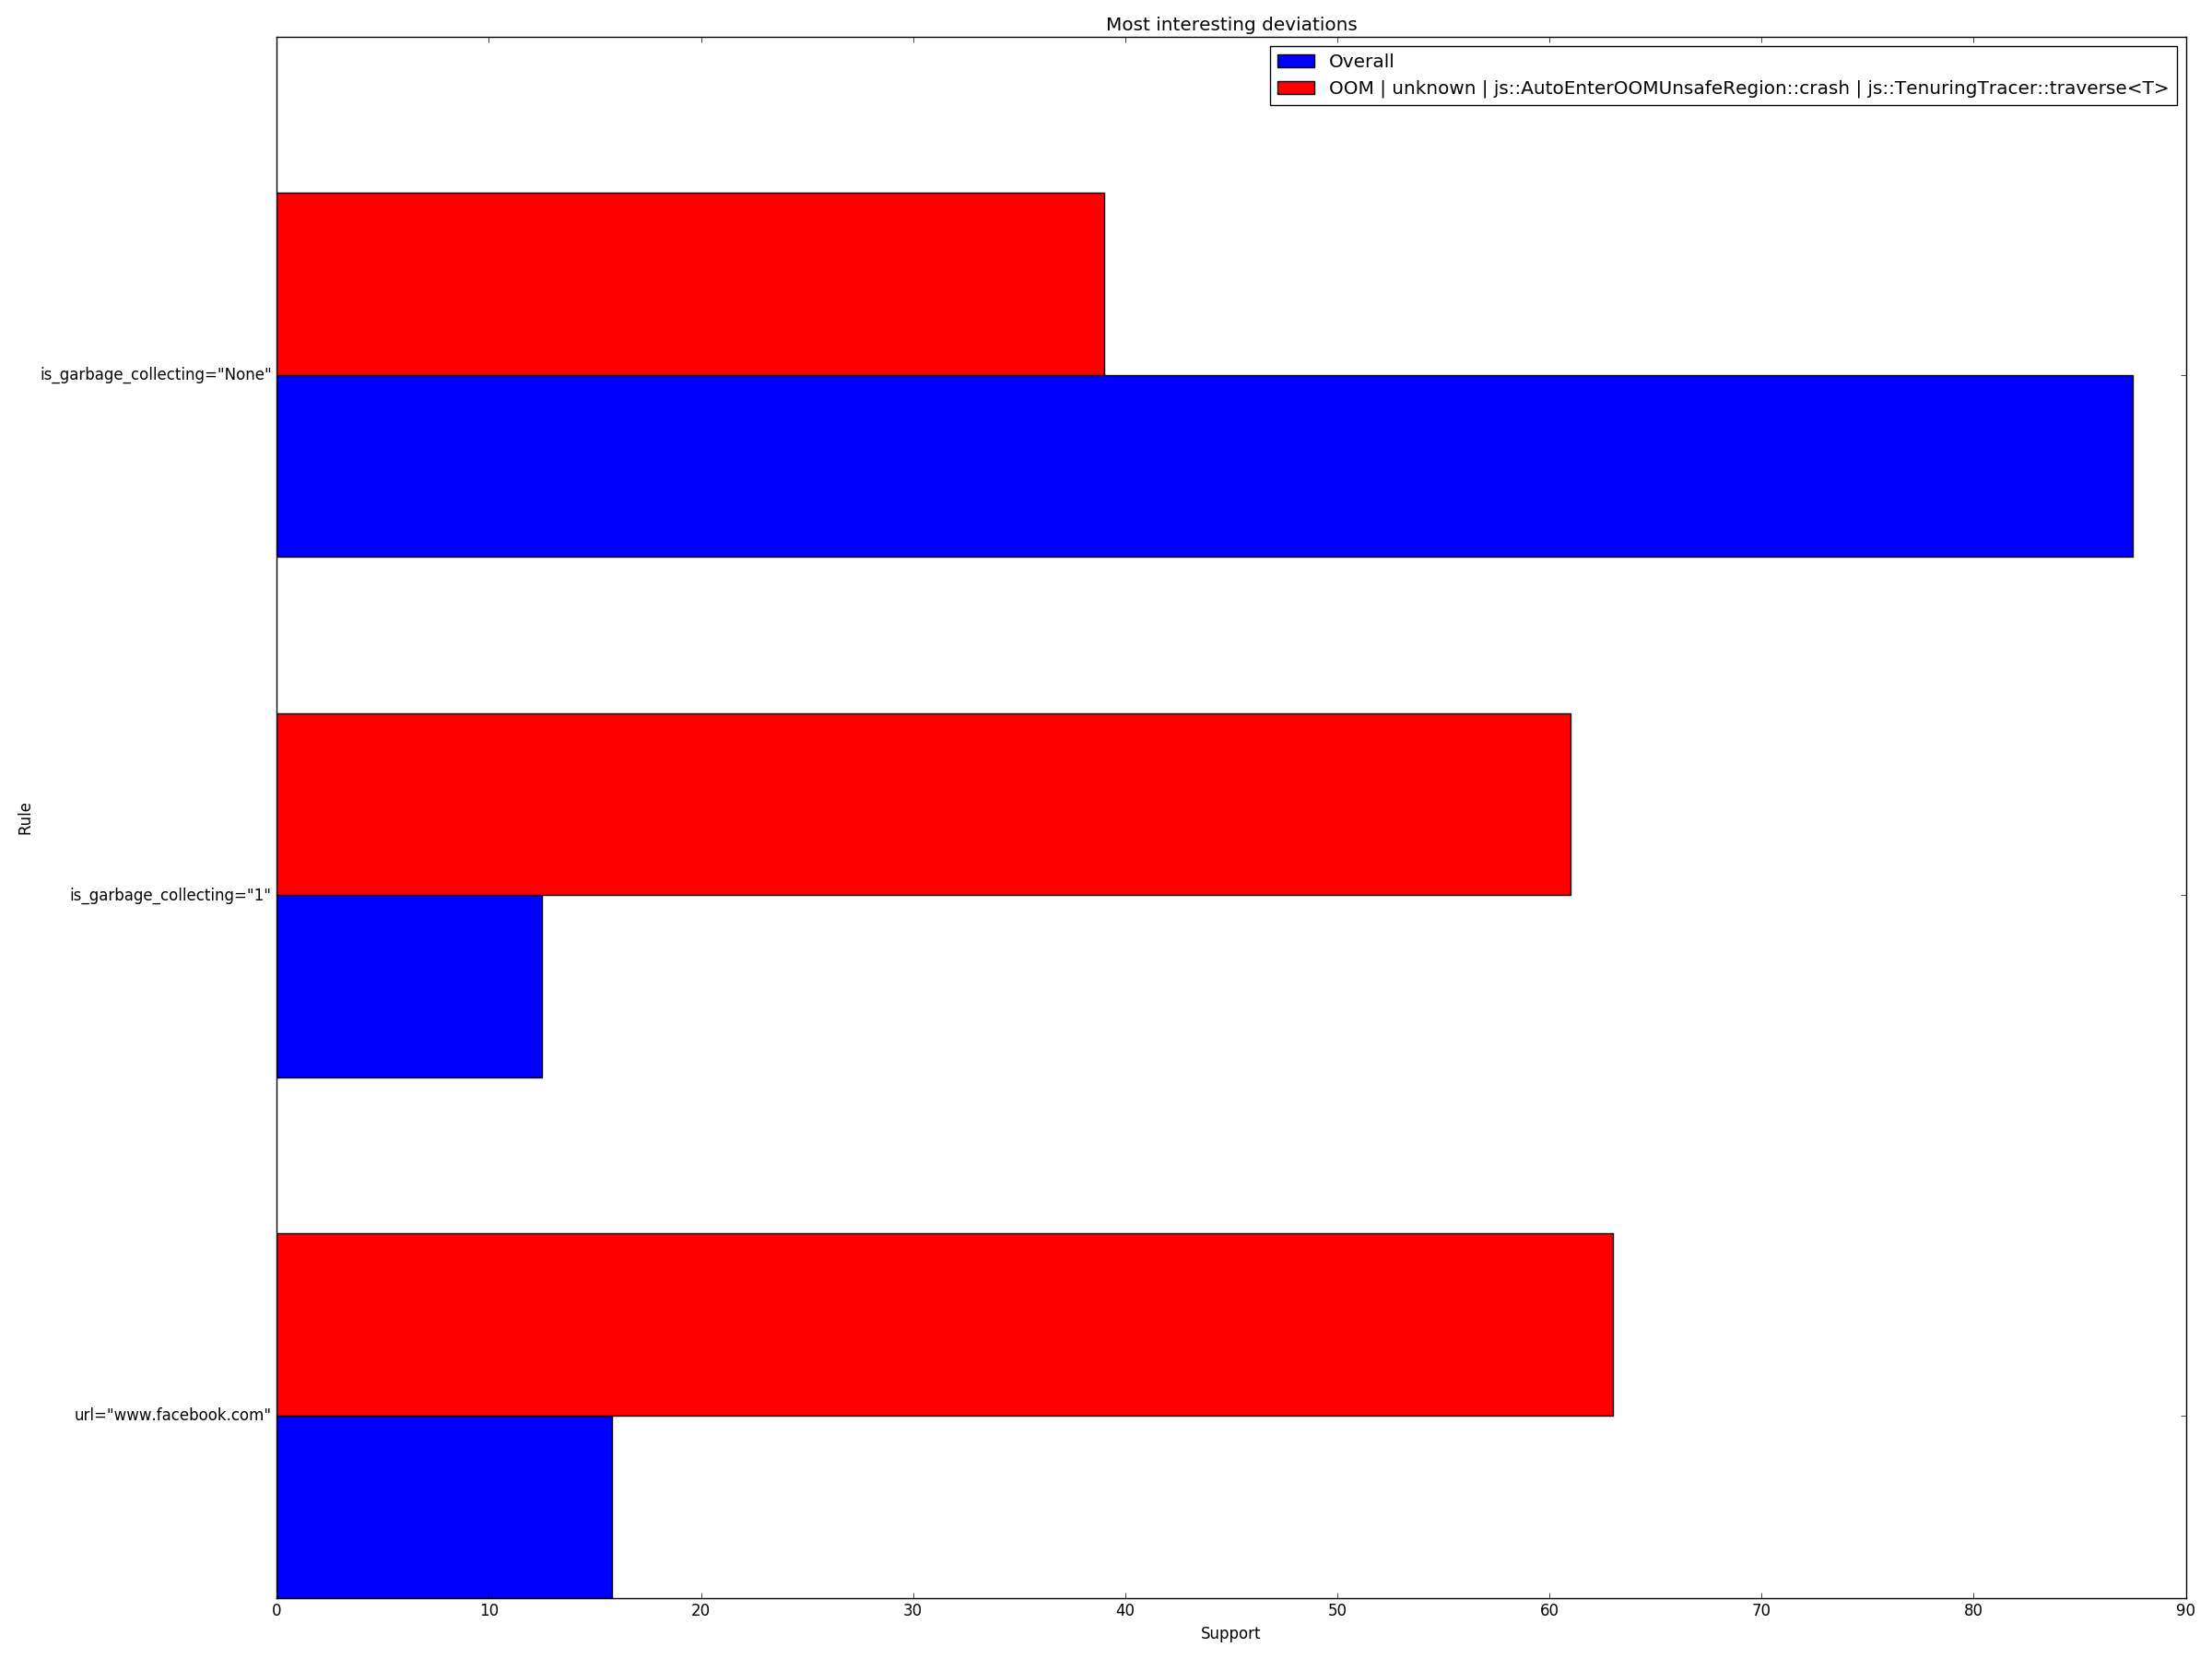 Most interesting deviations
Overall
OOM | unknown | js::AutoEnterOOMUnsafeRegion::crash | js::TenuringTracer::traverse<T>
is_garbage_collecting="None"
is_garbage_collecting="1"
url="www.facebook.com"
Rule
0 10 20 30 40 50 60 70 80 90
Support